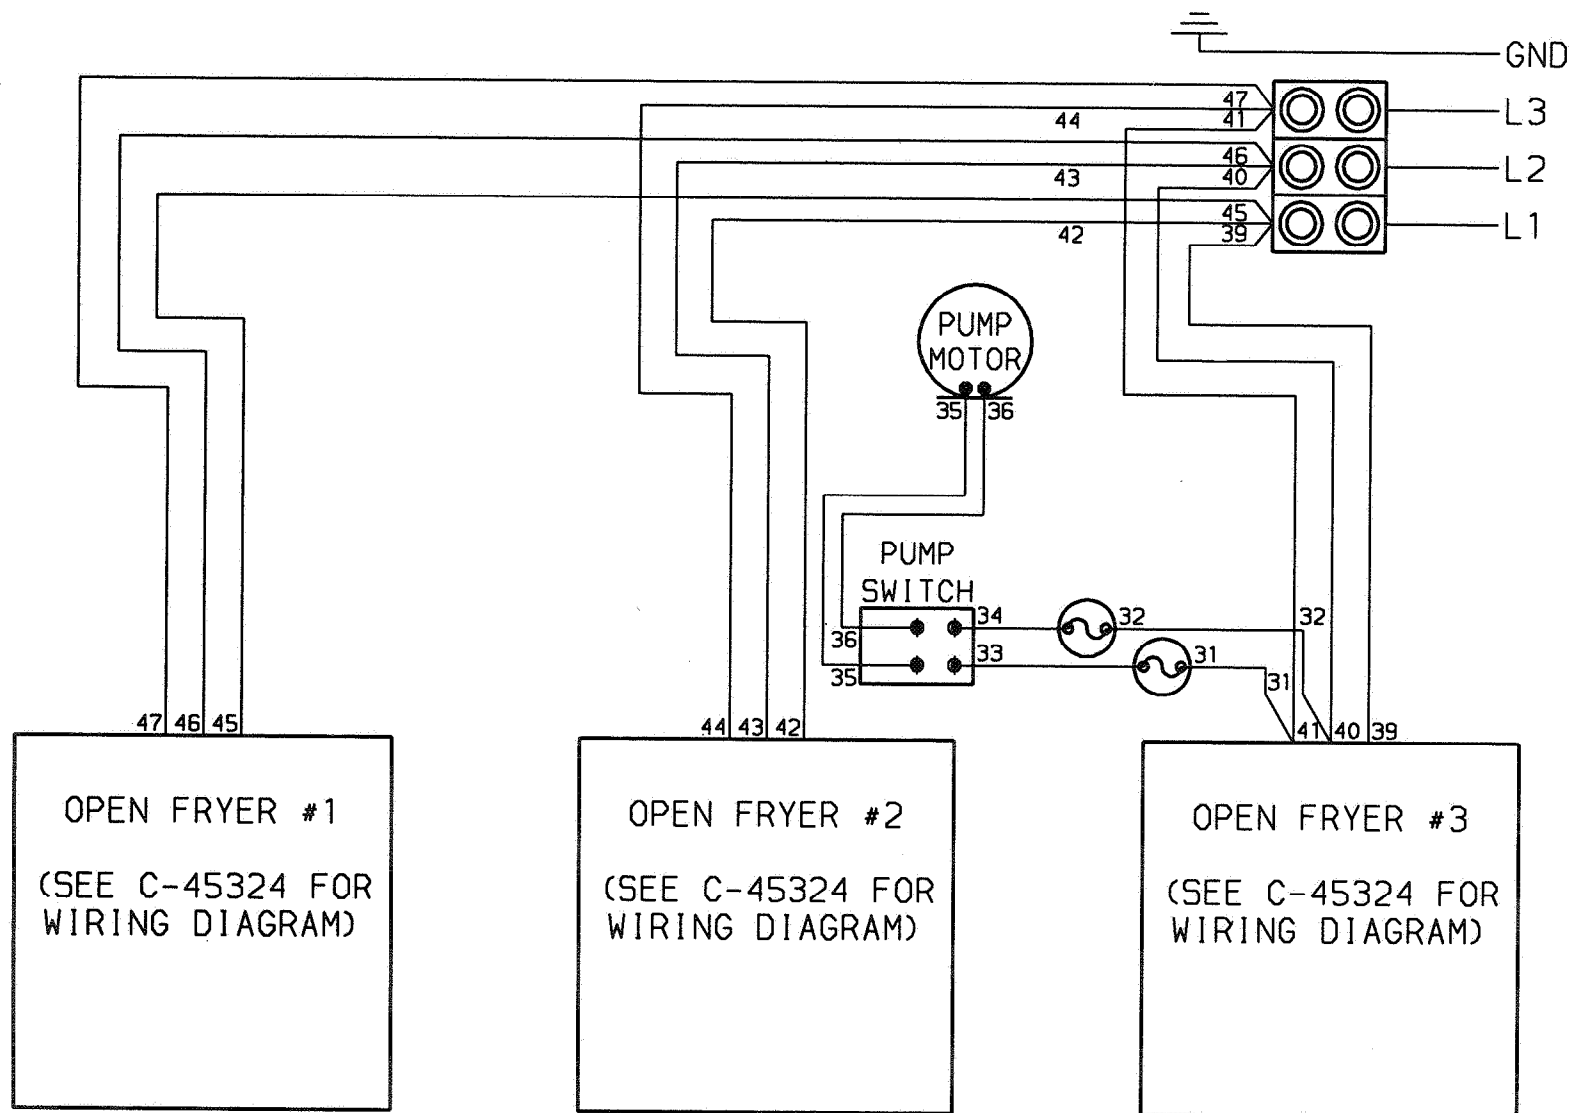 GND
47
L3
44
41
46
L2
43
40
45
L1
42
39
PUMP
MOTOR
35
36
PUMP
SWITCH
34
32
32
36
33
31
35
31
47
46
45
44
43
42
41
40
39
OPEN FRYER #1
(SEE C-45324 FOR
WIRING DIAGRAM)
OPEN FRYER #2
(SEE C-45324 FOR
WIRING DIAGRAM)
OPEN FRYER #3
(SEE C-45324 FOR
WIRING DIAGRAM)